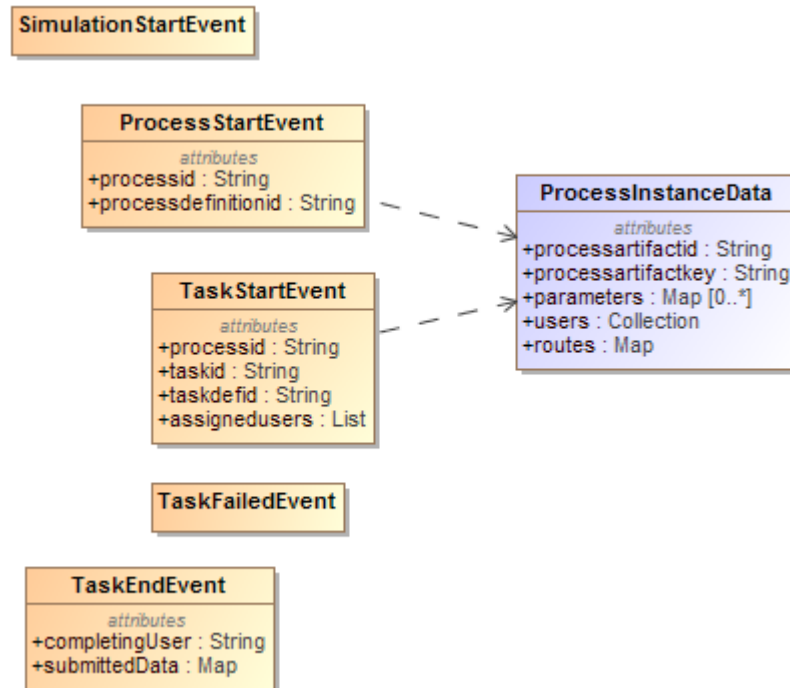 SimulationStartEvent
ProcessStartEvent
attributes
+processid : String
+processdefinitionid : String
ProcessInstanceData
attributes
+processartifactid : String
+processartifactkey : String
+parameters : Map [0..*]
+users : Collection
+routes : Map
TaskStartEvent
attributes
+processid : String
+taskid : String
+taskdefid : String
+assignedusers : List
TaskFailedEvent
TaskEndEvent
attributes
+completingUser : String
+submittedData : Map